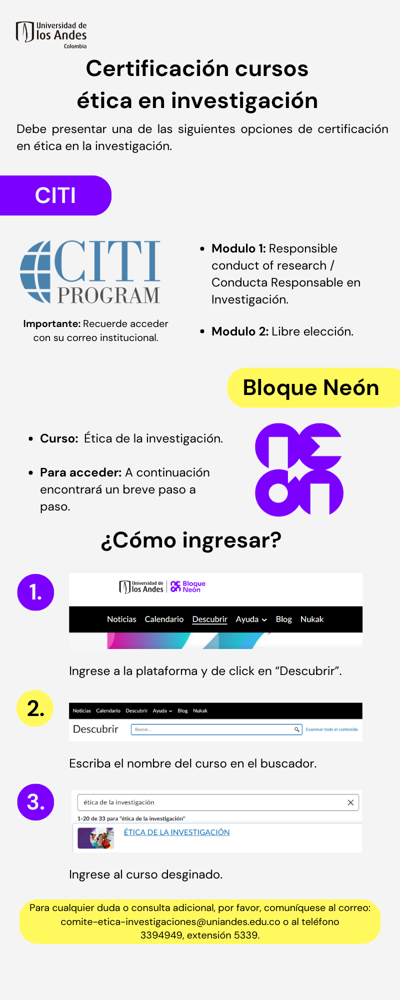 Universidad de
los Andes
Colombia
Certificación cursos
ética en investigación
Debe presentar una de las siguientes opciones de certificación
en ética en la investigación.
CITI
CITI
PROGRAM
Importante: Recuerde acceder
con su correo institucional.
• Modulo 1: Responsible
conduct of research /
Conducta Responsable en
Investigación.
• Modulo 2: Libre elección.
Bloque Neón
• Curso: Ética de la investigación.
• Para acceder: A continuación
encontrará un breve paso a
paso.
neón
¿Cómo ingresar?
1.
Universidad de
los Andes
neón
Bloque
Neón
Noticias Calendario Descubrir Ayuda Blog Nukak
Ingrese a la plataforma y de click en “Descubrir”.
2.
Noticias Calendario Descubrir Ayuda Blog Nukak
Descubrir Buscar... Examinar todo el contenido
Escriba el nombre del curso en el buscador.
3.
ética de la investigación
1-20 de 33 para "ética de la investigación"
ÉTICA DE LA INVESTIGACIÓN
Ingrese al curso desginado.
Para cualquier duda o consulta adicional, por favor, comuníquese al correo:
comite-etica-investigaciones@uniandes.edu.co o al teléfono
3394949, extensión 5339.